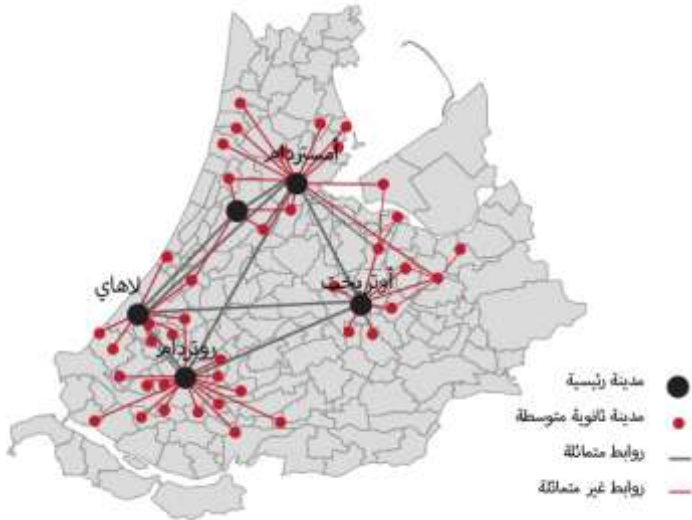 أمستردام
لاهاي
أوتريخت
روتردام
مدينة رئيسية
مدينة ثانوية متوسطة
روابط متماثلة
روابط غير متماثلة